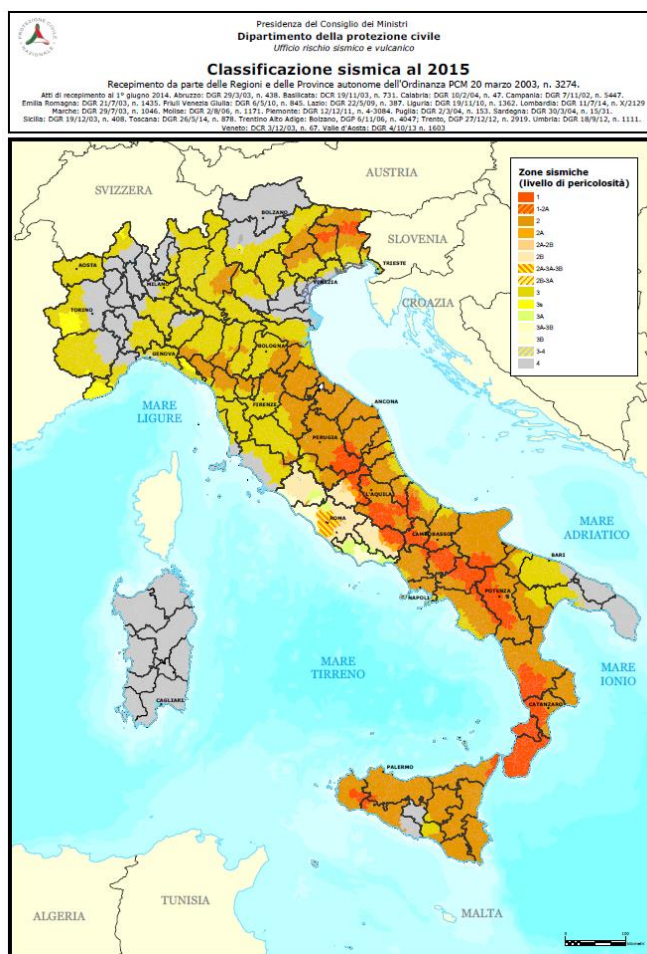 PROTEZIONE CIVILE NAZIONALE
Presidenza del Consiglio dei Ministri
Dipartimento della protezione civile
Ufficio rischio sismico e vulcanico
Classificazione sismica al 2015
Recepimento da parte delle Regioni e delle Province autonome dell'Ordinanza PCM 20 marzo 2003, n. 3274.
Atti di recepimento al 1° giugno 2014. Abruzzo: DGR 29/3/03, n. 438. Basilicata: DCR 19/11/03, n. 731. Calabria: DGR 10/2/04, n. 47. Campania: DGR 7/11/02, n. 5447.
Emilia Romagna: DGR 21/7/03, n. 1435. Friuli Venezia Giulia: DGR 6/5/10, n. 845. Lazio: DGR 22/5/09, n. 387. Liguria: DGR 19/11/10, n. 1362. Lombardia: DGR 11/7/14, n. X/2129
Marche: DGR 29/7/03, n. 1046. Molise: DGR 2/8/06, n. 1171. Piemonte: DGR 12/12/11, n. 4-3084. Puglia: DGR 2/3/04, n. 153. Sardegna: DGR 30/3/04, n. 15/31.
Sicilia: DGR 19/12/03, n. 408. Toscana: DGR 26/5/14, n. 878. Trentino Alto Adige: Bolzano, DGP 6/11/06, n. 4047; Trento, DGP 27/12/12, n. 2919. Umbria: DGR 18/9/12, n. 1111.
Veneto: DCR 3/12/03, n. 67. Valle d'Aosta: DGR 4/10/13 n. 1603
Zone sismiche
(livello di pericolosità)
1
1-2A
2
2A
2A-2B
2B
2A-3A-3B
2B-3A
3
3s
3A
3A-3B
3B
3-4
4
AUSTRIA
SVIZZERA
BOLZANO
SLOVENIA
TRIESTE
AOSTA
MILANO
VENEZIA
CROAZIA
TORINO
BOLOGNA
GENOVA
FIRENZE
ANCONA
MARE
LIGURE
PERUGIA
L'AQUILA
ROMA
CAMPOBASSO
MARE
ADRIATICO
BARI
NAPOLI
POTENZA
MARE
TIRRENO
MARE
IONIO
CAGLIARI
CATANZARO
PALERMO
TUNISIA
ALGERIA
MALTA
0
100